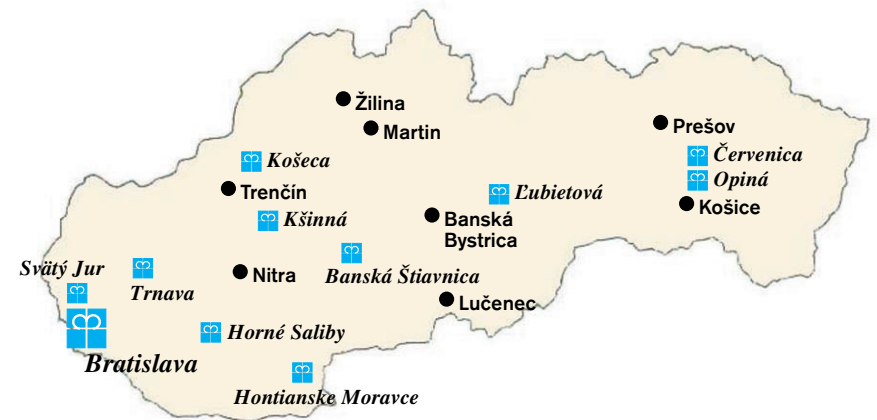 Žilina
Martin
Prešov
Červenica
Košeca
Opiná
Trenčín
Ľubietová
Košice
Kšinná
Banská
Bystrica
Svätý Jur
Nitra
Banská Štiavnica
Trnava
Lučenec
Horné Saliby
Bratislava
Hontianske Moravce